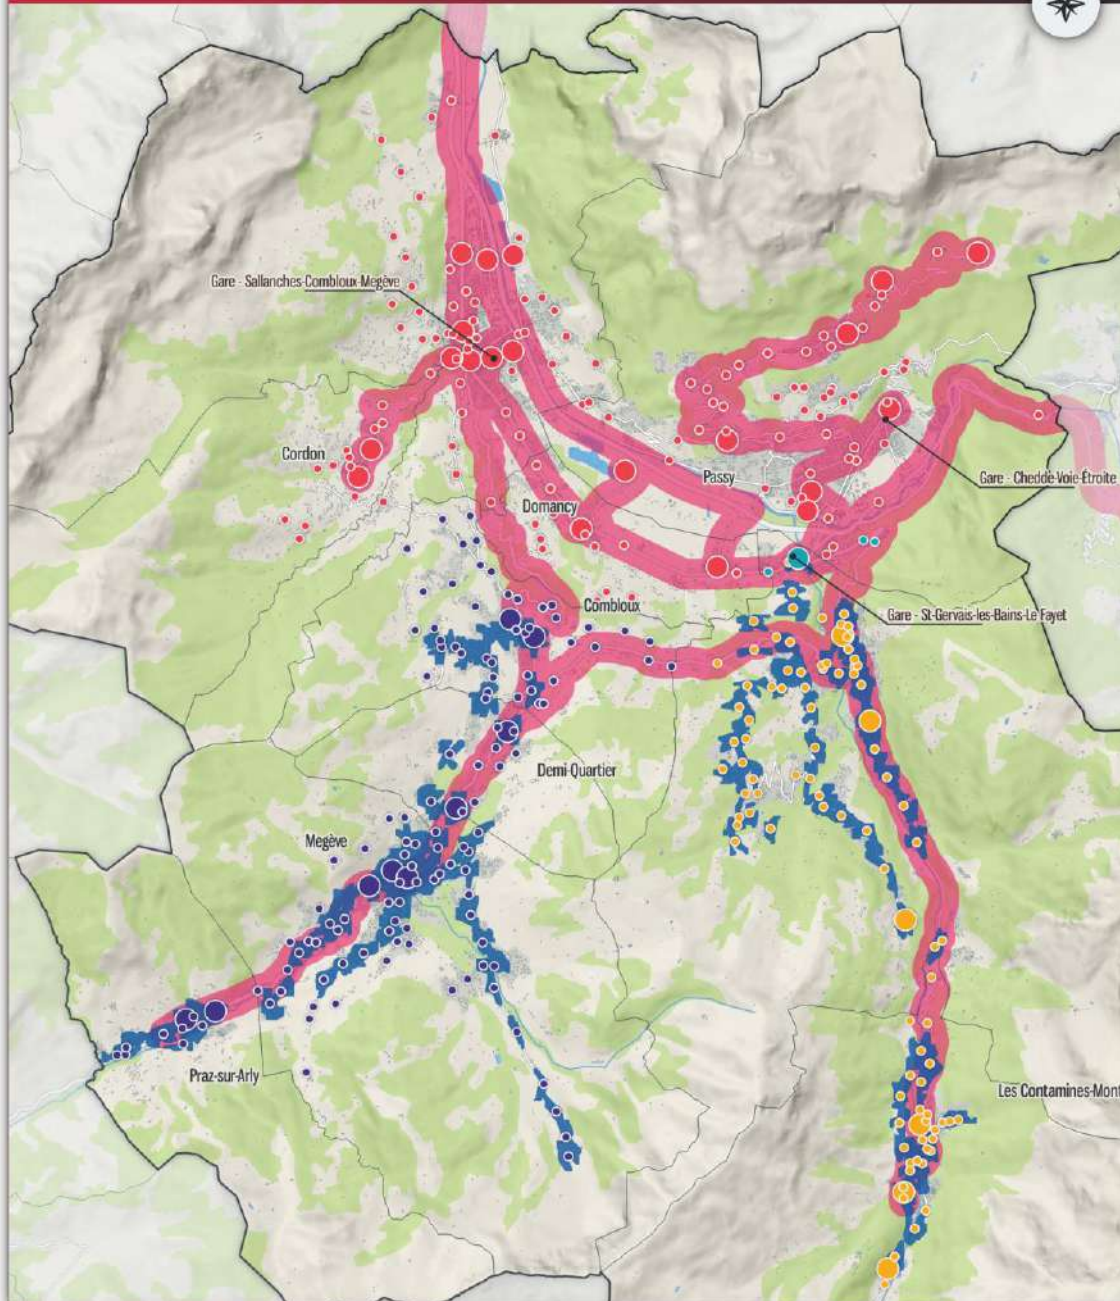 Gare - Sallanches-Combloux-Megève
Cordon
Passy
Gare - Chedde-Voie-Étroite
Domancy
Combloux
Gare - St-Gervais-les-Bains-Le Fayet
Demi-Quartier
Megève
Praz-sur-Arly
Les Contamines-Mont